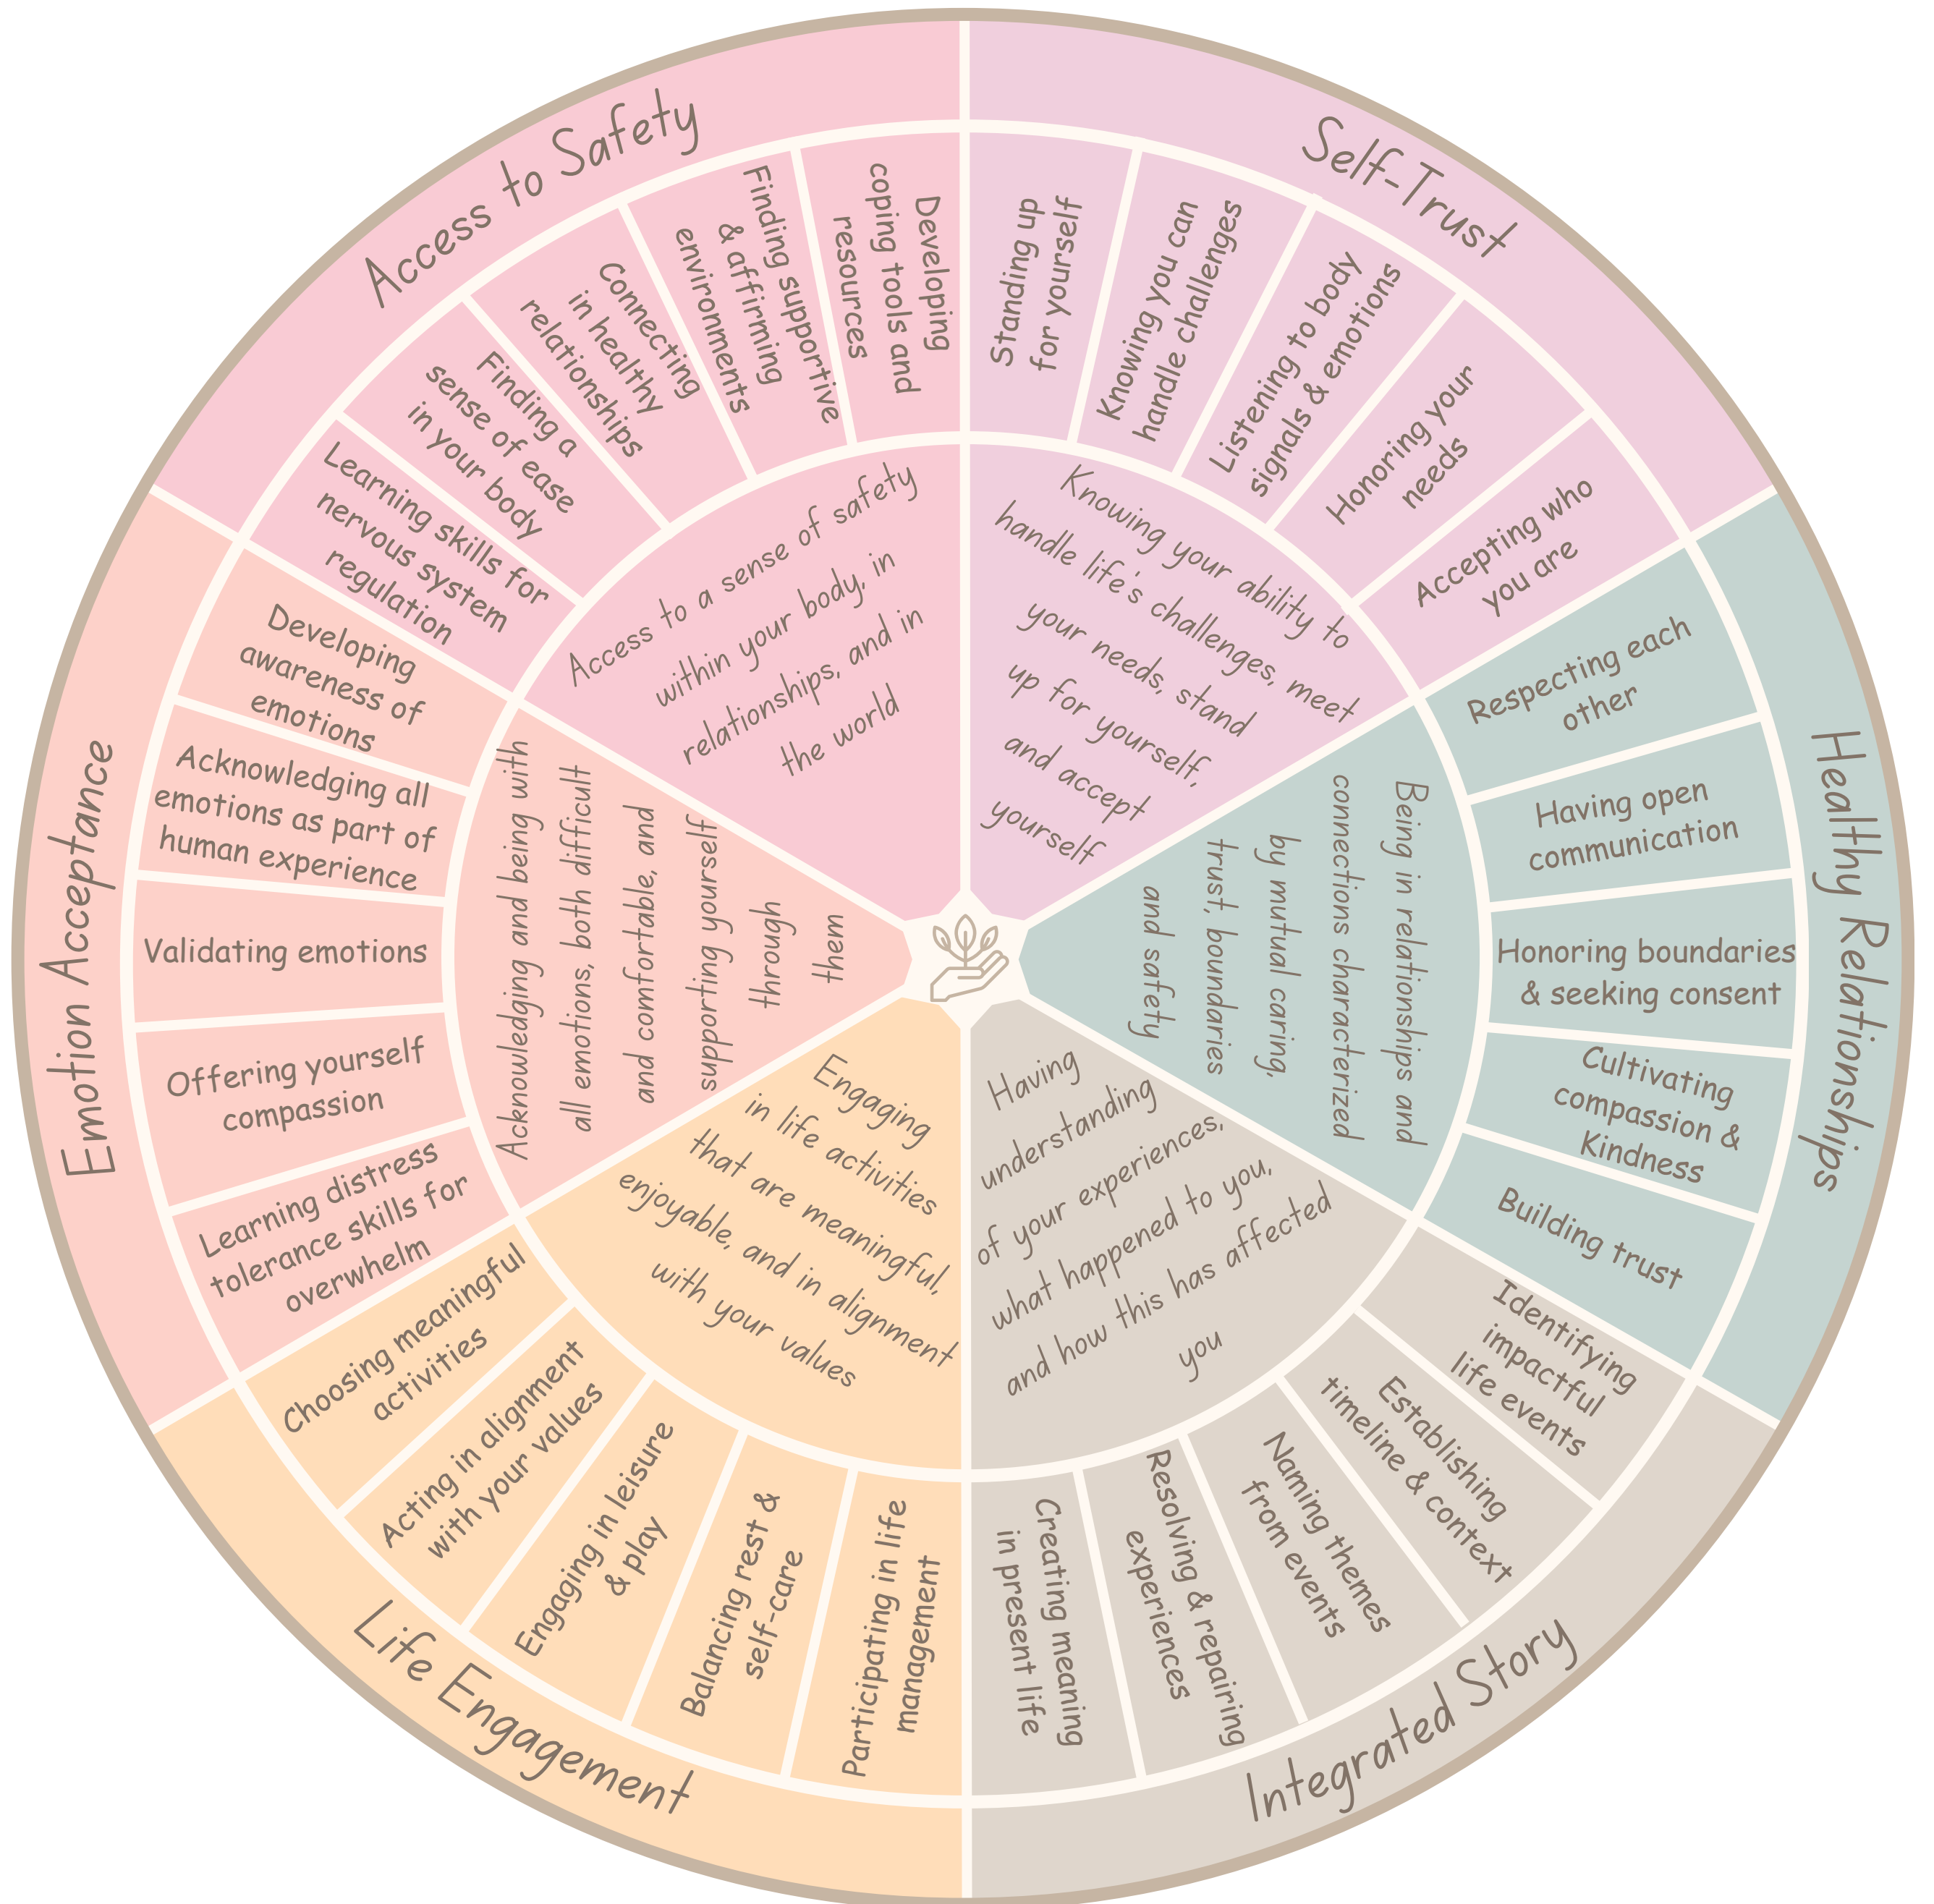 Access to Safety
Developing
coping tools and
resources
Finding supportive
& affirming
environments
Connecting
in healthy
relationships
Finding a
sense of ease
in your body
Learning skills for
nervous system
regulation
Access to a sense of safety
within your body, in
relationships, and in
the world
Self-Trust
Standing up
for yourself
Knowing you can
handle challenges
Listening to body
signals & emotions
Honoring your
needs
Accepting who
you are
Knowing your ability to
handle life's challenges, meet
your needs, stand
up for yourself,
and accept
yourself
Healthy Relationships
Respecting each
other
Having open
communication
Honoring boundaries
& seeking consent
Cultivating
compassion &
Kindness
Building trust
Being in relationships and
connections characterized
by mutual caring,
trust, boundaries
and safety
Integrated Story
Identifying
impactful
life events
Establishing
timeline & context
Naming themes
from events
Resolving & repairing
experiences
Creating meaning
in present life
Having
understanding
of your experiences,
what happened to you,
and how this has affected
you
Life Engagement
Participating in life
management
Balancing rest &
self-care
Engaging in leisure
& play
Acting in alignment
with your values
Choosing meaningful
activities
Engaging
in life activities
that are meaningful,
enjoyable, and in alignment
with your values
Emotion Acceptance
Developing
awareness of
emotions
Acknowledging all
emotions as part of
human experience
Validating emotions
Offering yourself
compassion
Learning distress
tolerance skills for
overwhelm
Acknowledging and being with
all emotions, both difficult
and comfortable, and
supporting yourself
through
them